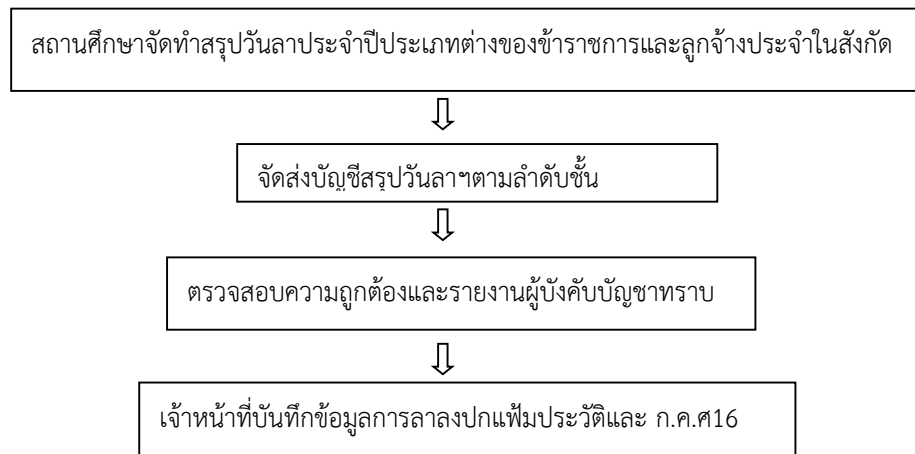 สถานศึกษาจัดทำสรุปวันลาประจำปีประเภทต่างของข้าราชการและลูกจ้างประจำในสังกัด
จัดส่งบัญชีสรุปวันลาฯตามลำดับชั้น
ตรวจสอบความถูกต้องและรายงานผู้บังคับบัญชาทราบ
เจ้าหน้าที่บันทึกข้อมูลการลาลงปกแฟ้มประวัติและ ก.ค.ศ16